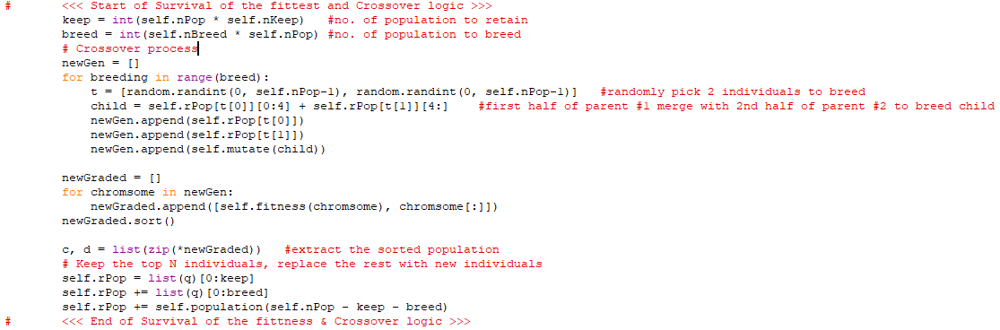 #       <<< Start of Survival of the fittest and Crossover logic >>>
        keep = int(self.nPop * self.nKeep)   #no. of population to retain
        breed = int(self.nBreed * self.nPop) #no. of population to breed
        # Crossover process
        newGen = []
        for breeding in range(breed):
            t = [random.randint(0, self.nPop-1), random.randint(0, self.nPop-1)]   #randomly pick 2 individuals to breed
            child = self.rPop[t[0]][0:4] + self.rPop[t[1]][4:]    #first half of parent #1 merge with 2nd half of parent #2 to breed child
            newGen.append(self.rPop[t[0]])
            newGen.append(self.rPop[t[1]])
            newGen.append(self.mutate(child))

        newGraded = []
        for chromsome in newGen:
            newGraded.append([self.fitness(chromsome), chromsome[:]])
        newGraded.sort()

        c, d = list(zip(*newGraded))   #extract the sorted population
        # Keep the top N individuals, replace the rest with new individuals
        self.rPop = list(q)[0:keep]
        self.rPop += list(q)[0:breed]
        self.rPop += self.population(self.nPop - keep - breed)
#       <<< End of Survival of the fittness & Crossover logic >>>